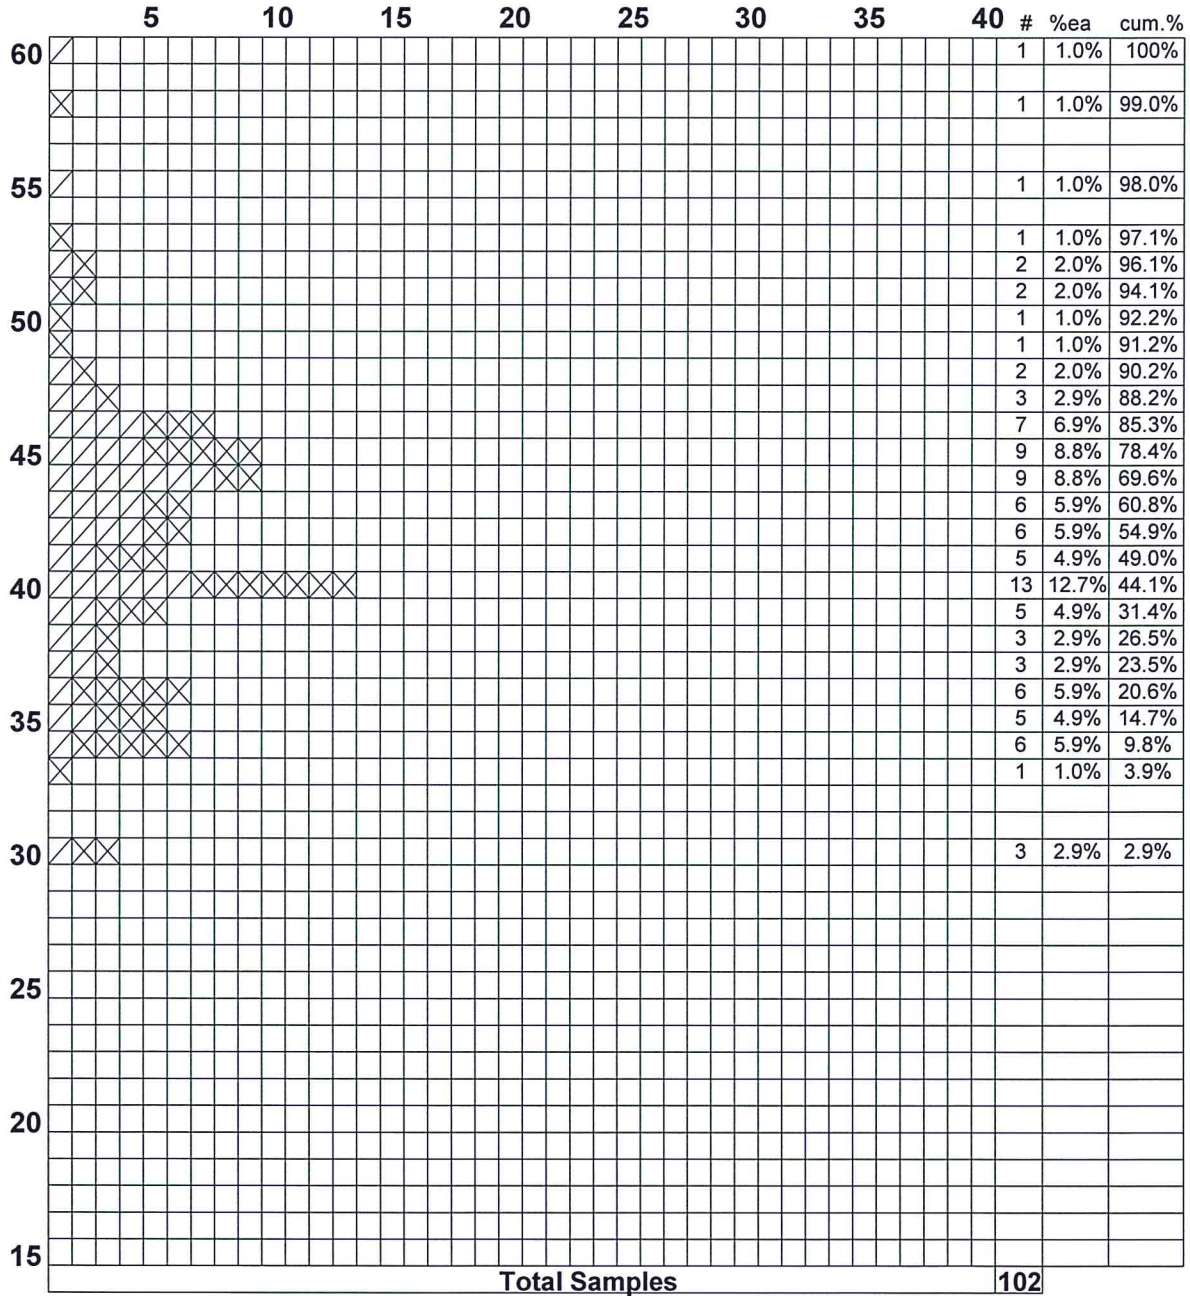 5 10 15 20 25 30 35 40 # %ea cum.%
60 1 1.0% 100%
1 1.0% 99.0%
55 1 1.0% 98.0%
1 1.0% 97.1%
2 2.0% 96.1%
2 2.0% 94.1%
50 1 1.0% 92.2%
1 1.0% 91.2%
2 2.0% 90.2%
3 2.9% 88.2%
7 6.9% 85.3%
45 9 8.8% 78.4%
9 8.8% 69.6%
6 5.9% 60.8%
6 5.9% 54.9%
5 4.9% 49.0%
40 13 12.7% 44.1%
5 4.9% 31.4%
3 2.9% 26.5%
3 2.9% 23.5%
6 5.9% 20.6%
35 5 4.9% 14.7%
6 5.9% 9.8%
1 1.0% 3.9%
30 3 2.9% 2.9%
25
20
15
Total Samples 102